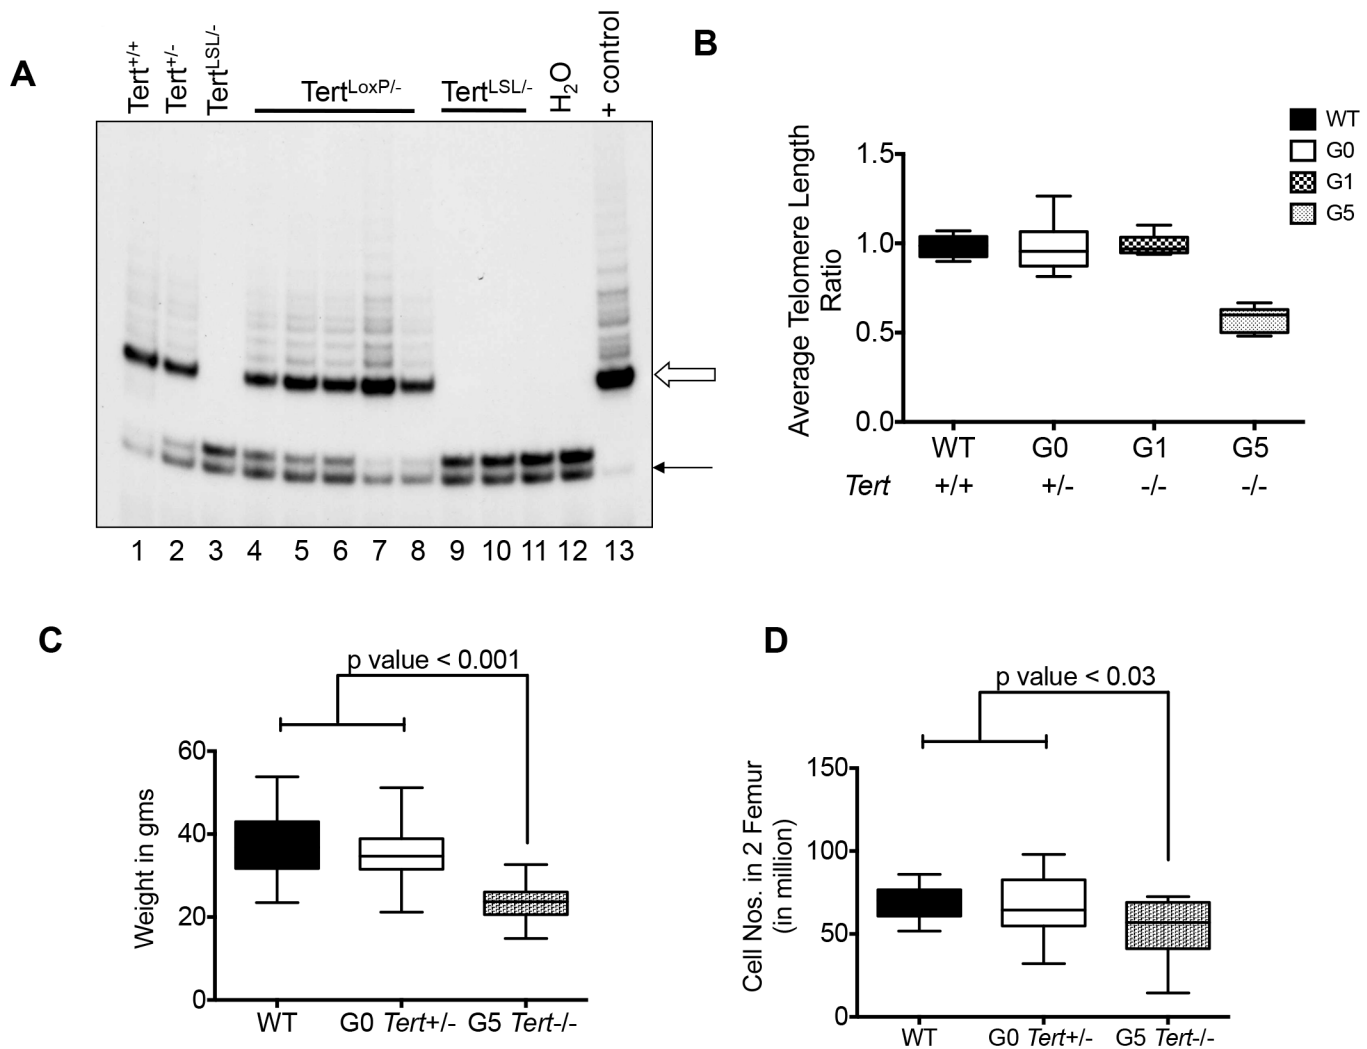 A
Tert+/+
Tert+/-
TertLSL/-
TertLoxP/-
TertLSL/-
H2O
+ control
1 2 3 4 5 6 7 8 9 10 11 12 13
B
WT
G0
G1
G5
Average Telomere Length
Ratio
1.5
1.0
0.5
0.0
WT G0 G1 G5
Tert +/+ +/- -/- -/-
C
p value < 0.001
Weight in gms
60
40
20
0
WT G0 Tert+/- G5 Tert-/-
D
p value < 0.03
Cell Nos. in 2 Femur
(in million)
150
100
50
0
WT G0 Tert+/- G5 Tert-/-